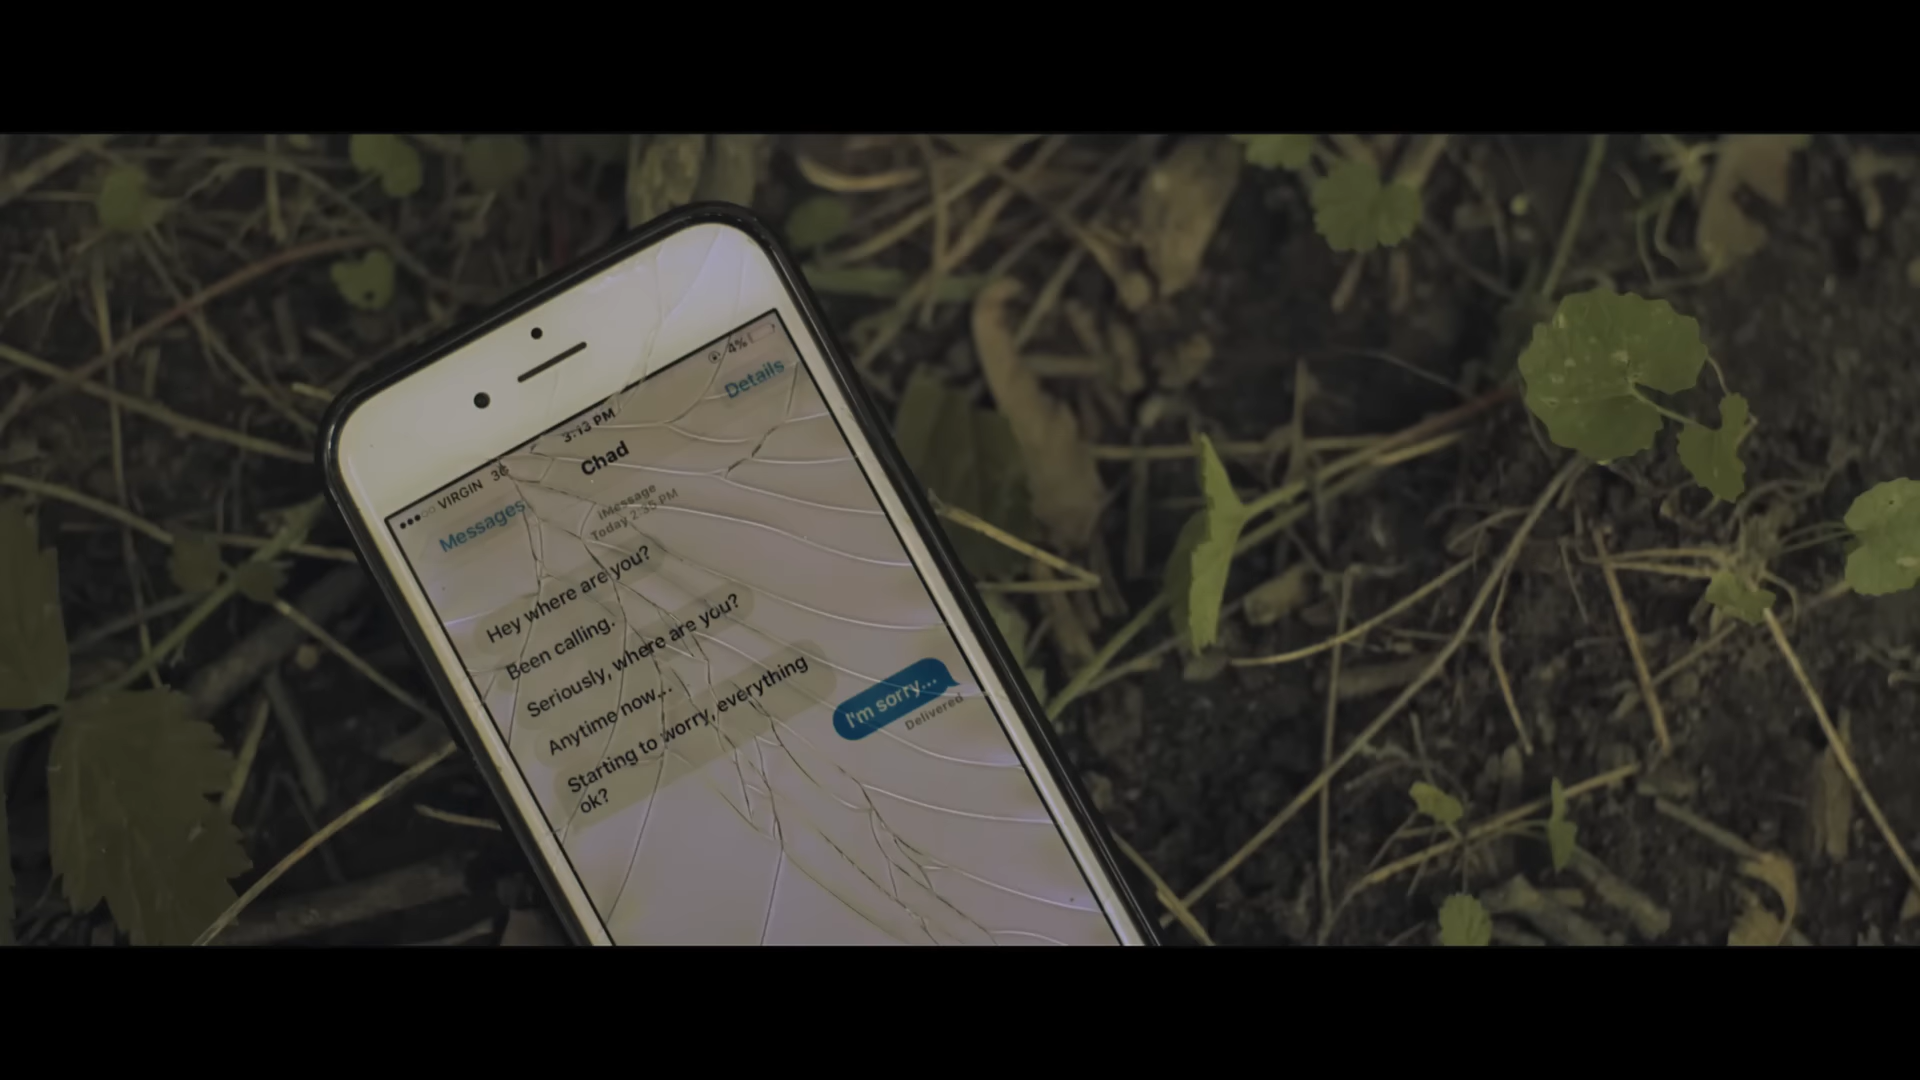 VIRGIN 3G 3:13 PM 4%
Messages Chad Details
iMessage
Today 2:35 PM
Hey where are you?
Been calling.
Seriously, where are you?
Anytime now...
Starting to worry, everything
ok?
I'm sorry...
Delivered